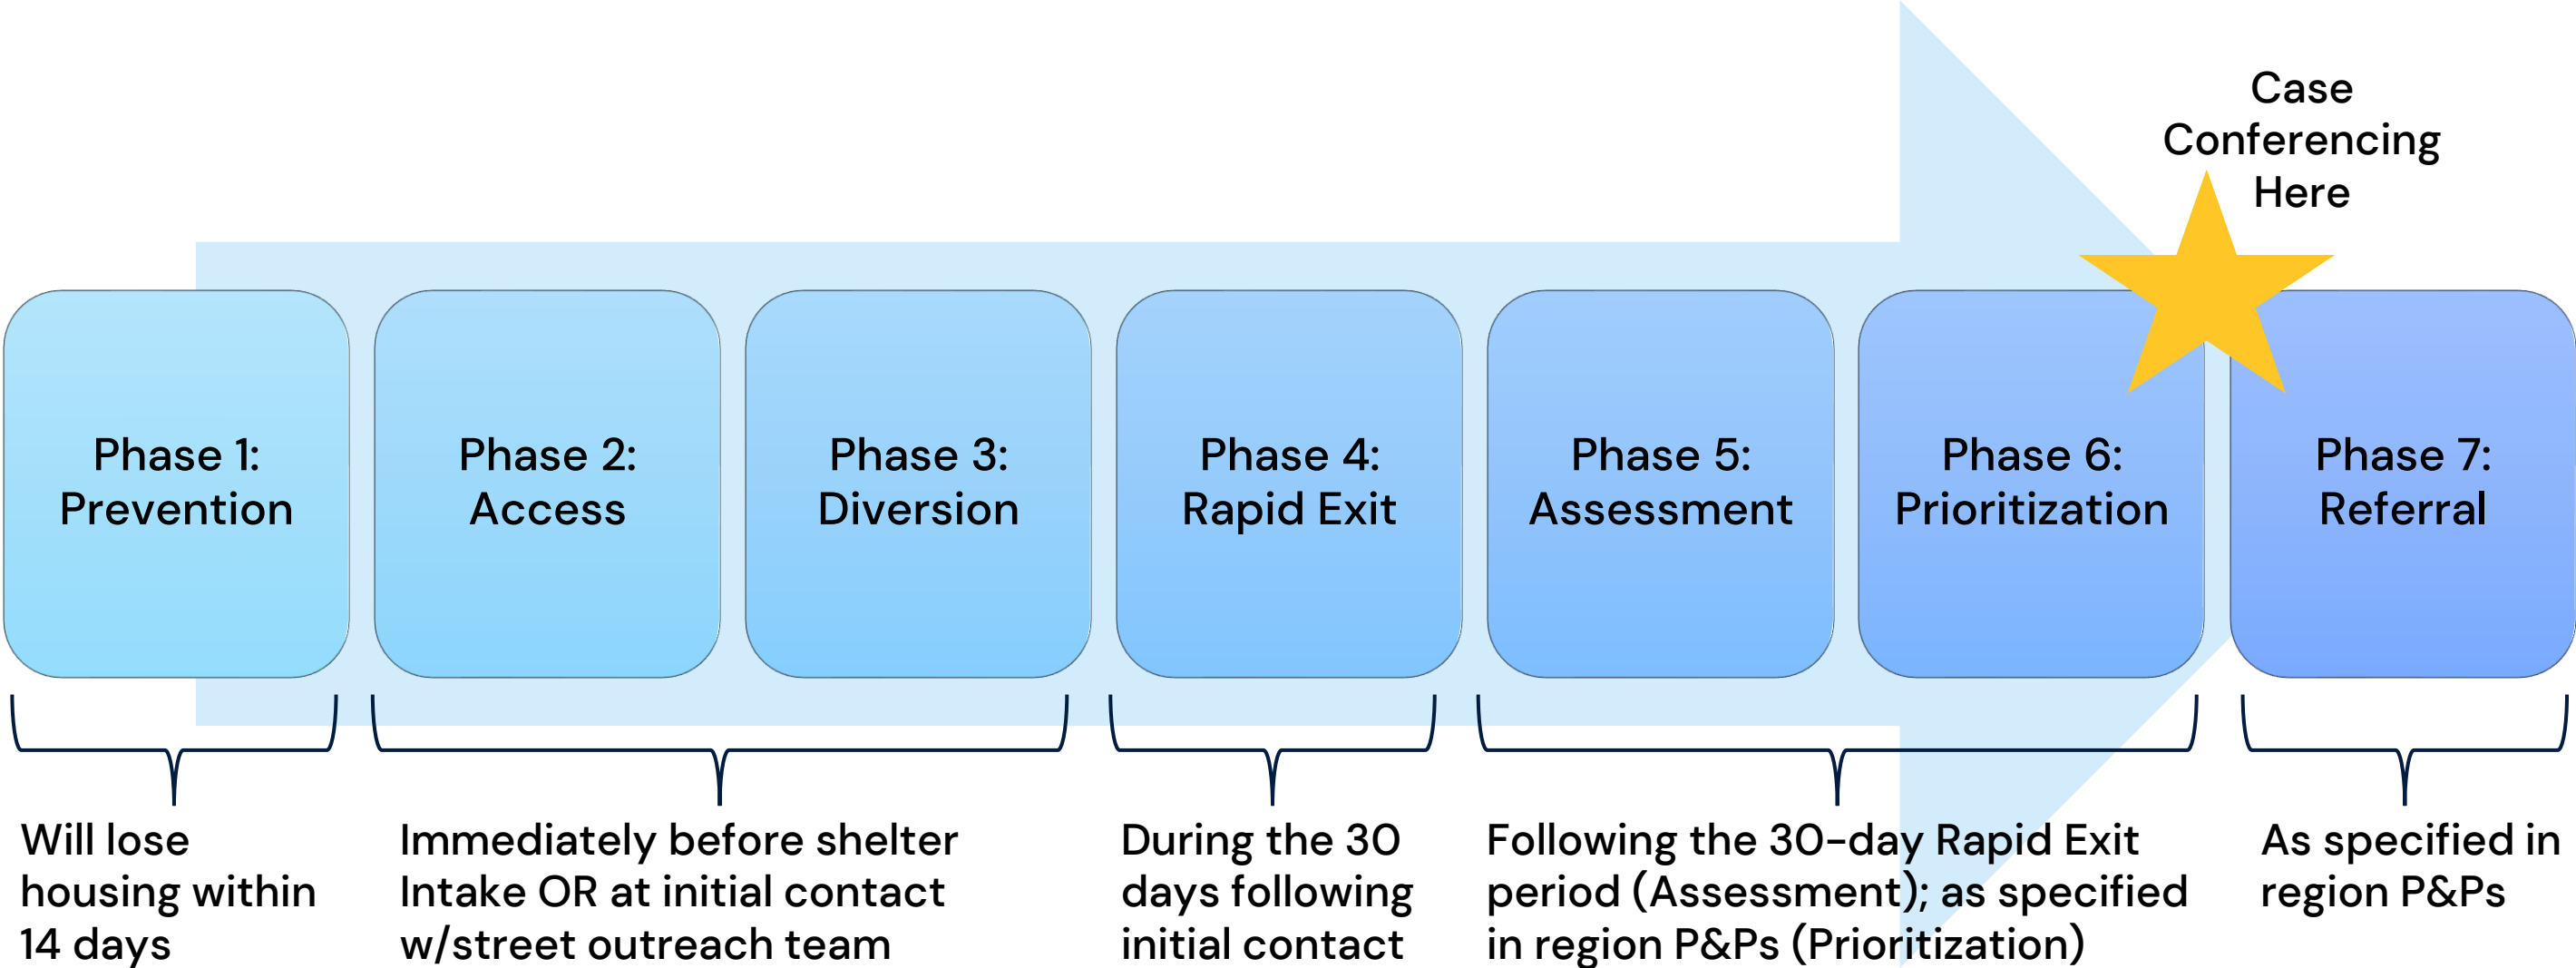 Case
Conferencing
Here
Phase 1:
Prevention
Phase 2:
Access
Phase 3:
Diversion
Phase 4:
Rapid Exit
Phase 5:
Assessment
Phase 6:
Prioritization
Phase 7:
Referral
Will lose
housing within
14 days
Immediately before shelter
Intake OR at initial contact
w/street outreach team
During the 30
days following
initial contact
Following the 30-day Rapid Exit
period (Assessment); as specified
in region P&Ps (Prioritization)
As specified in
region P&Ps